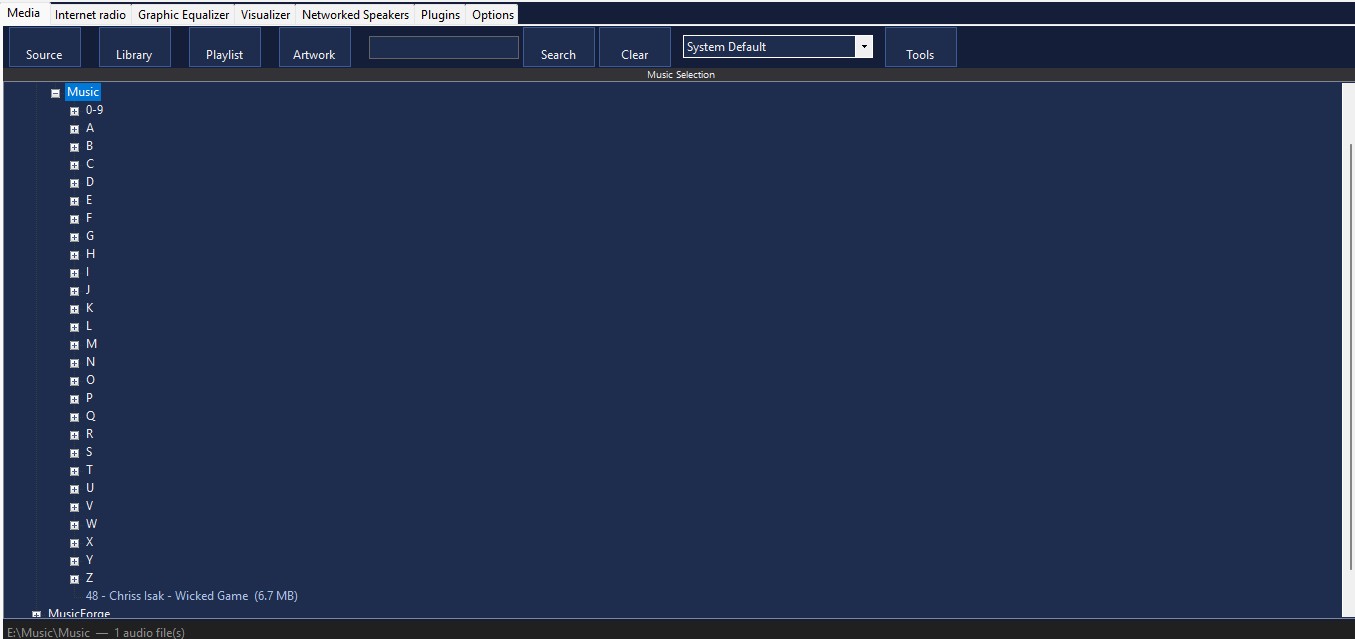 Media Internet radio Graphic Equalizer Visualizer Networked Speakers Plugins Options
Source Library Playlist Artwork Search Clear System Default Tools
Music Selection
Music
0-9
A
B
C
D
E
F
G
H
I
J
K
L
M
N
O
P
Q
R
S
T
U
V
W
X
Y
Z
48 - Chriss Isak - Wicked Game (6.7 MB)
MusicForge
E:\Music\Music — 1 audio file(s)